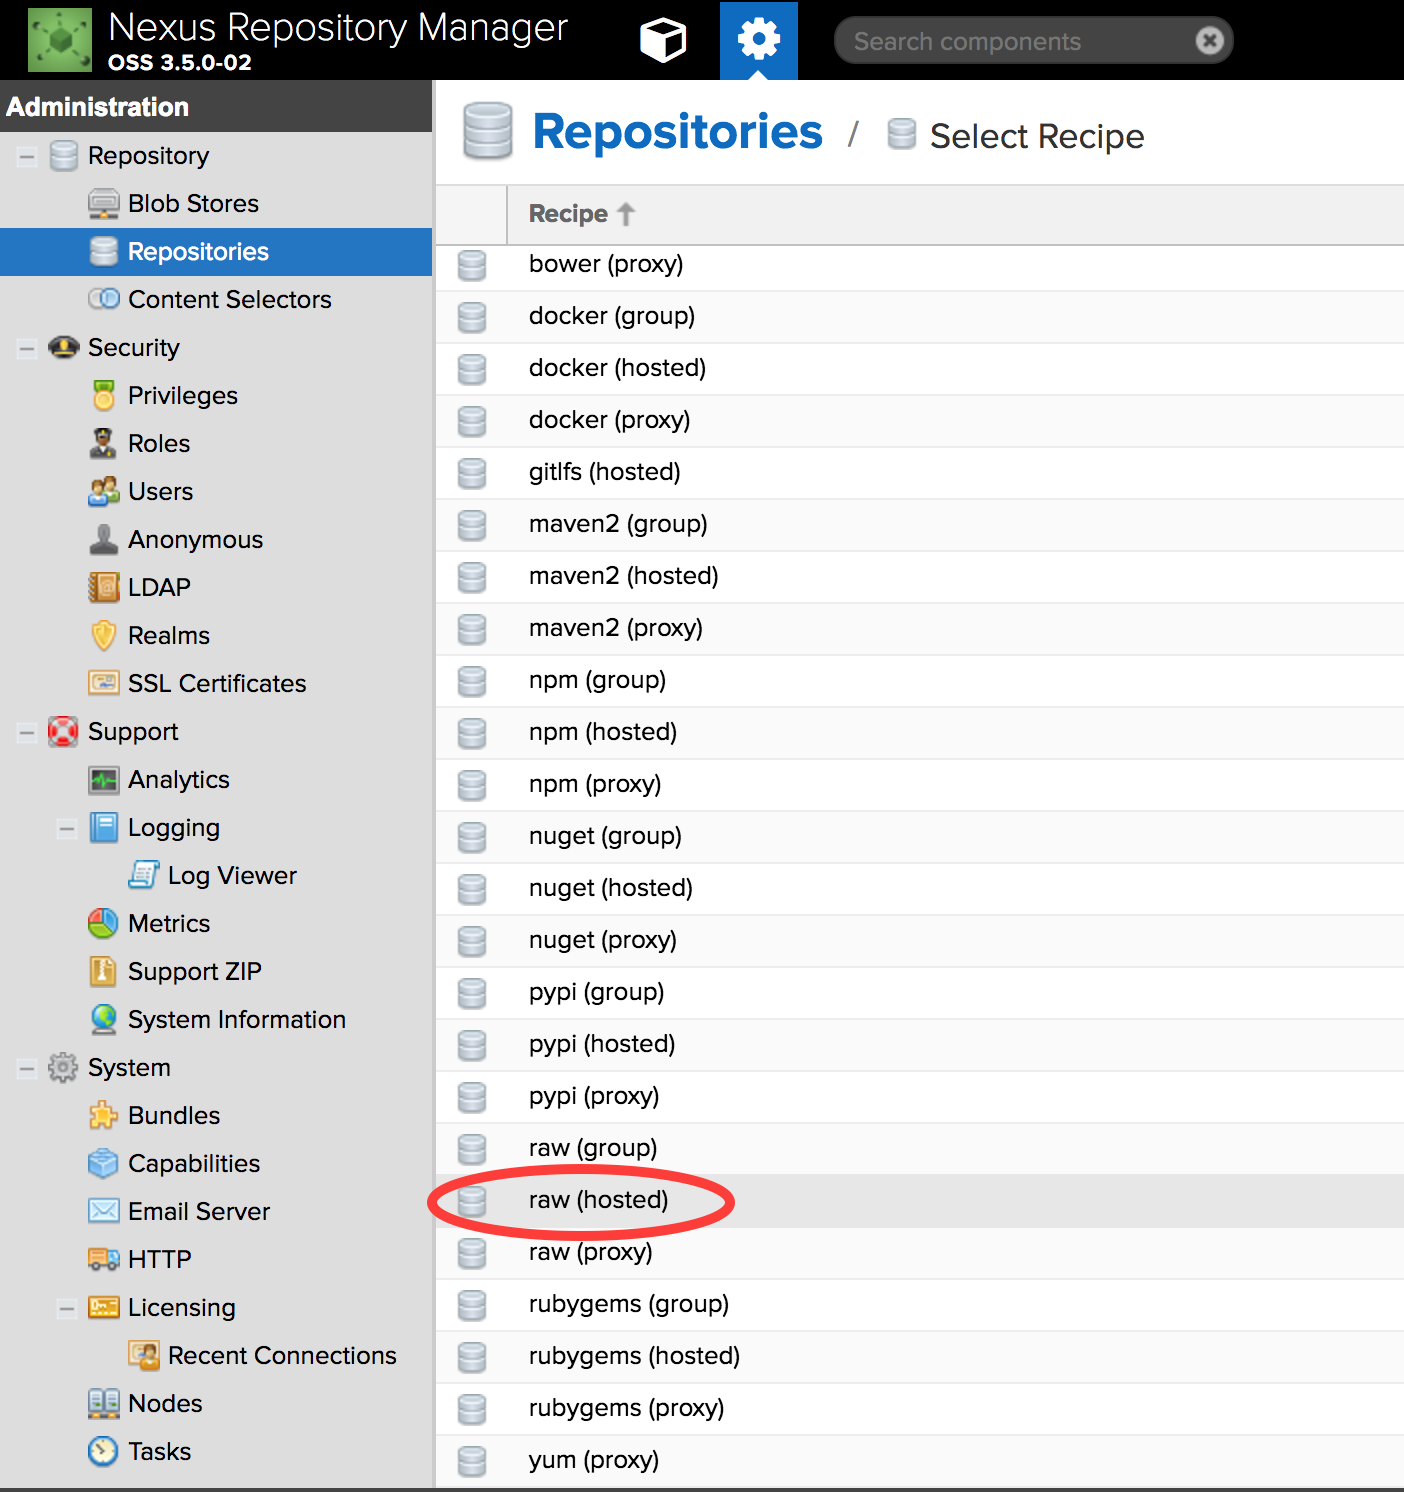 Nexus Repository Manager
OSS 3.5.0-02
Search components
Administration
Repository
Blob Stores
Repositories
Content Selectors
Security
Privileges
Roles
Users
Anonymous
LDAP
Realms
SSL Certificates
Support
Analytics
Logging
Log Viewer
Metrics
Support ZIP
System Information
System
Bundles
Capabilities
Email Server
HTTP
Licensing
Recent Connections
Nodes
Tasks
Repositories / Select Recipe
Recipe
bower (proxy)
docker (group)
docker (hosted)
docker (proxy)
gitlfs (hosted)
maven2 (group)
maven2 (hosted)
maven2 (proxy)
npm (group)
npm (hosted)
npm (proxy)
nuget (group)
nuget (hosted)
nuget (proxy)
pypi (group)
pypi (hosted)
pypi (proxy)
raw (group)
raw (hosted)
raw (proxy)
rubygems (group)
rubygems (hosted)
rubygems (proxy)
yum (proxy)